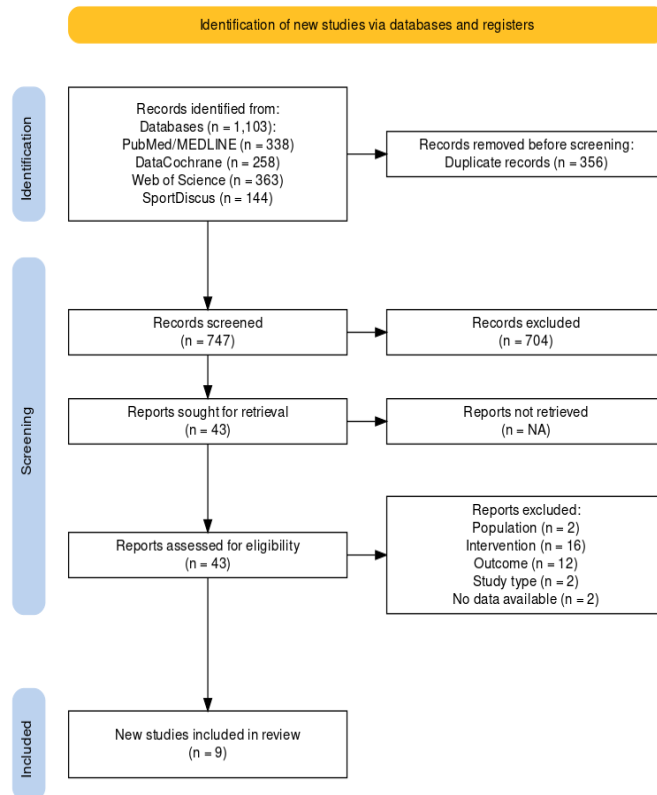 Identification of new studies via databases and registers
Identification
Records identified from:
Databases (n = 1,103):
PubMed/MEDLINE (n = 338)
DataCochrane (n = 258)
Web of Science (n = 363)
SportDiscus (n = 144)
Records removed before screening:
Duplicate records (n = 356)
Screening
Records screened
(n = 747)
Records excluded
(n = 704)
Reports sought for retrieval
(n = 43)
Reports not retrieved
(n = NA)
Reports assessed for eligibility
(n = 43)
Reports excluded:
Population (n = 2)
Intervention (n = 16)
Outcome (n = 12)
Study type (n = 2)
No data available (n = 2)
Included
New studies included in review
(n = 9)